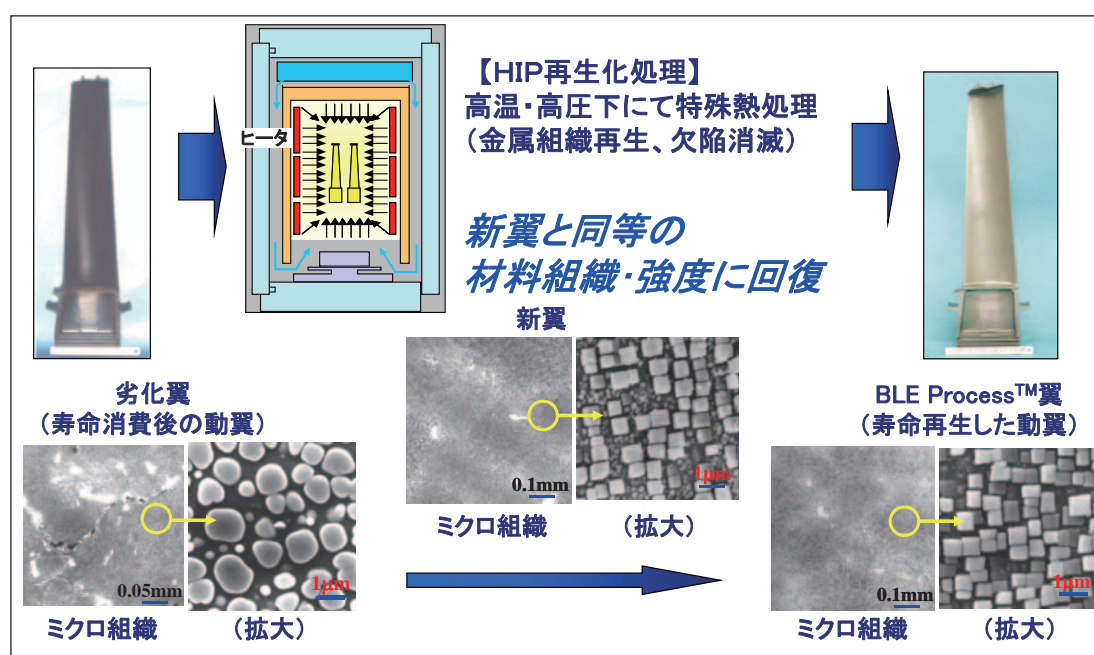 【HIP再生化処理】
高温・高圧下にて特殊熱処理
（金属組織再生、欠陥消滅）
ヒータ
新翼と同等の
材料組織・強度に回復
新翼
劣化翼
（寿命消費後の動翼）
BLE Process™翼
（寿命再生した動翼）
0.1mm
1μm
ミクロ組織
（拡大）
0.05mm
1μm
ミクロ組織
（拡大）
0.1mm
1μm
ミクロ組織
（拡大）